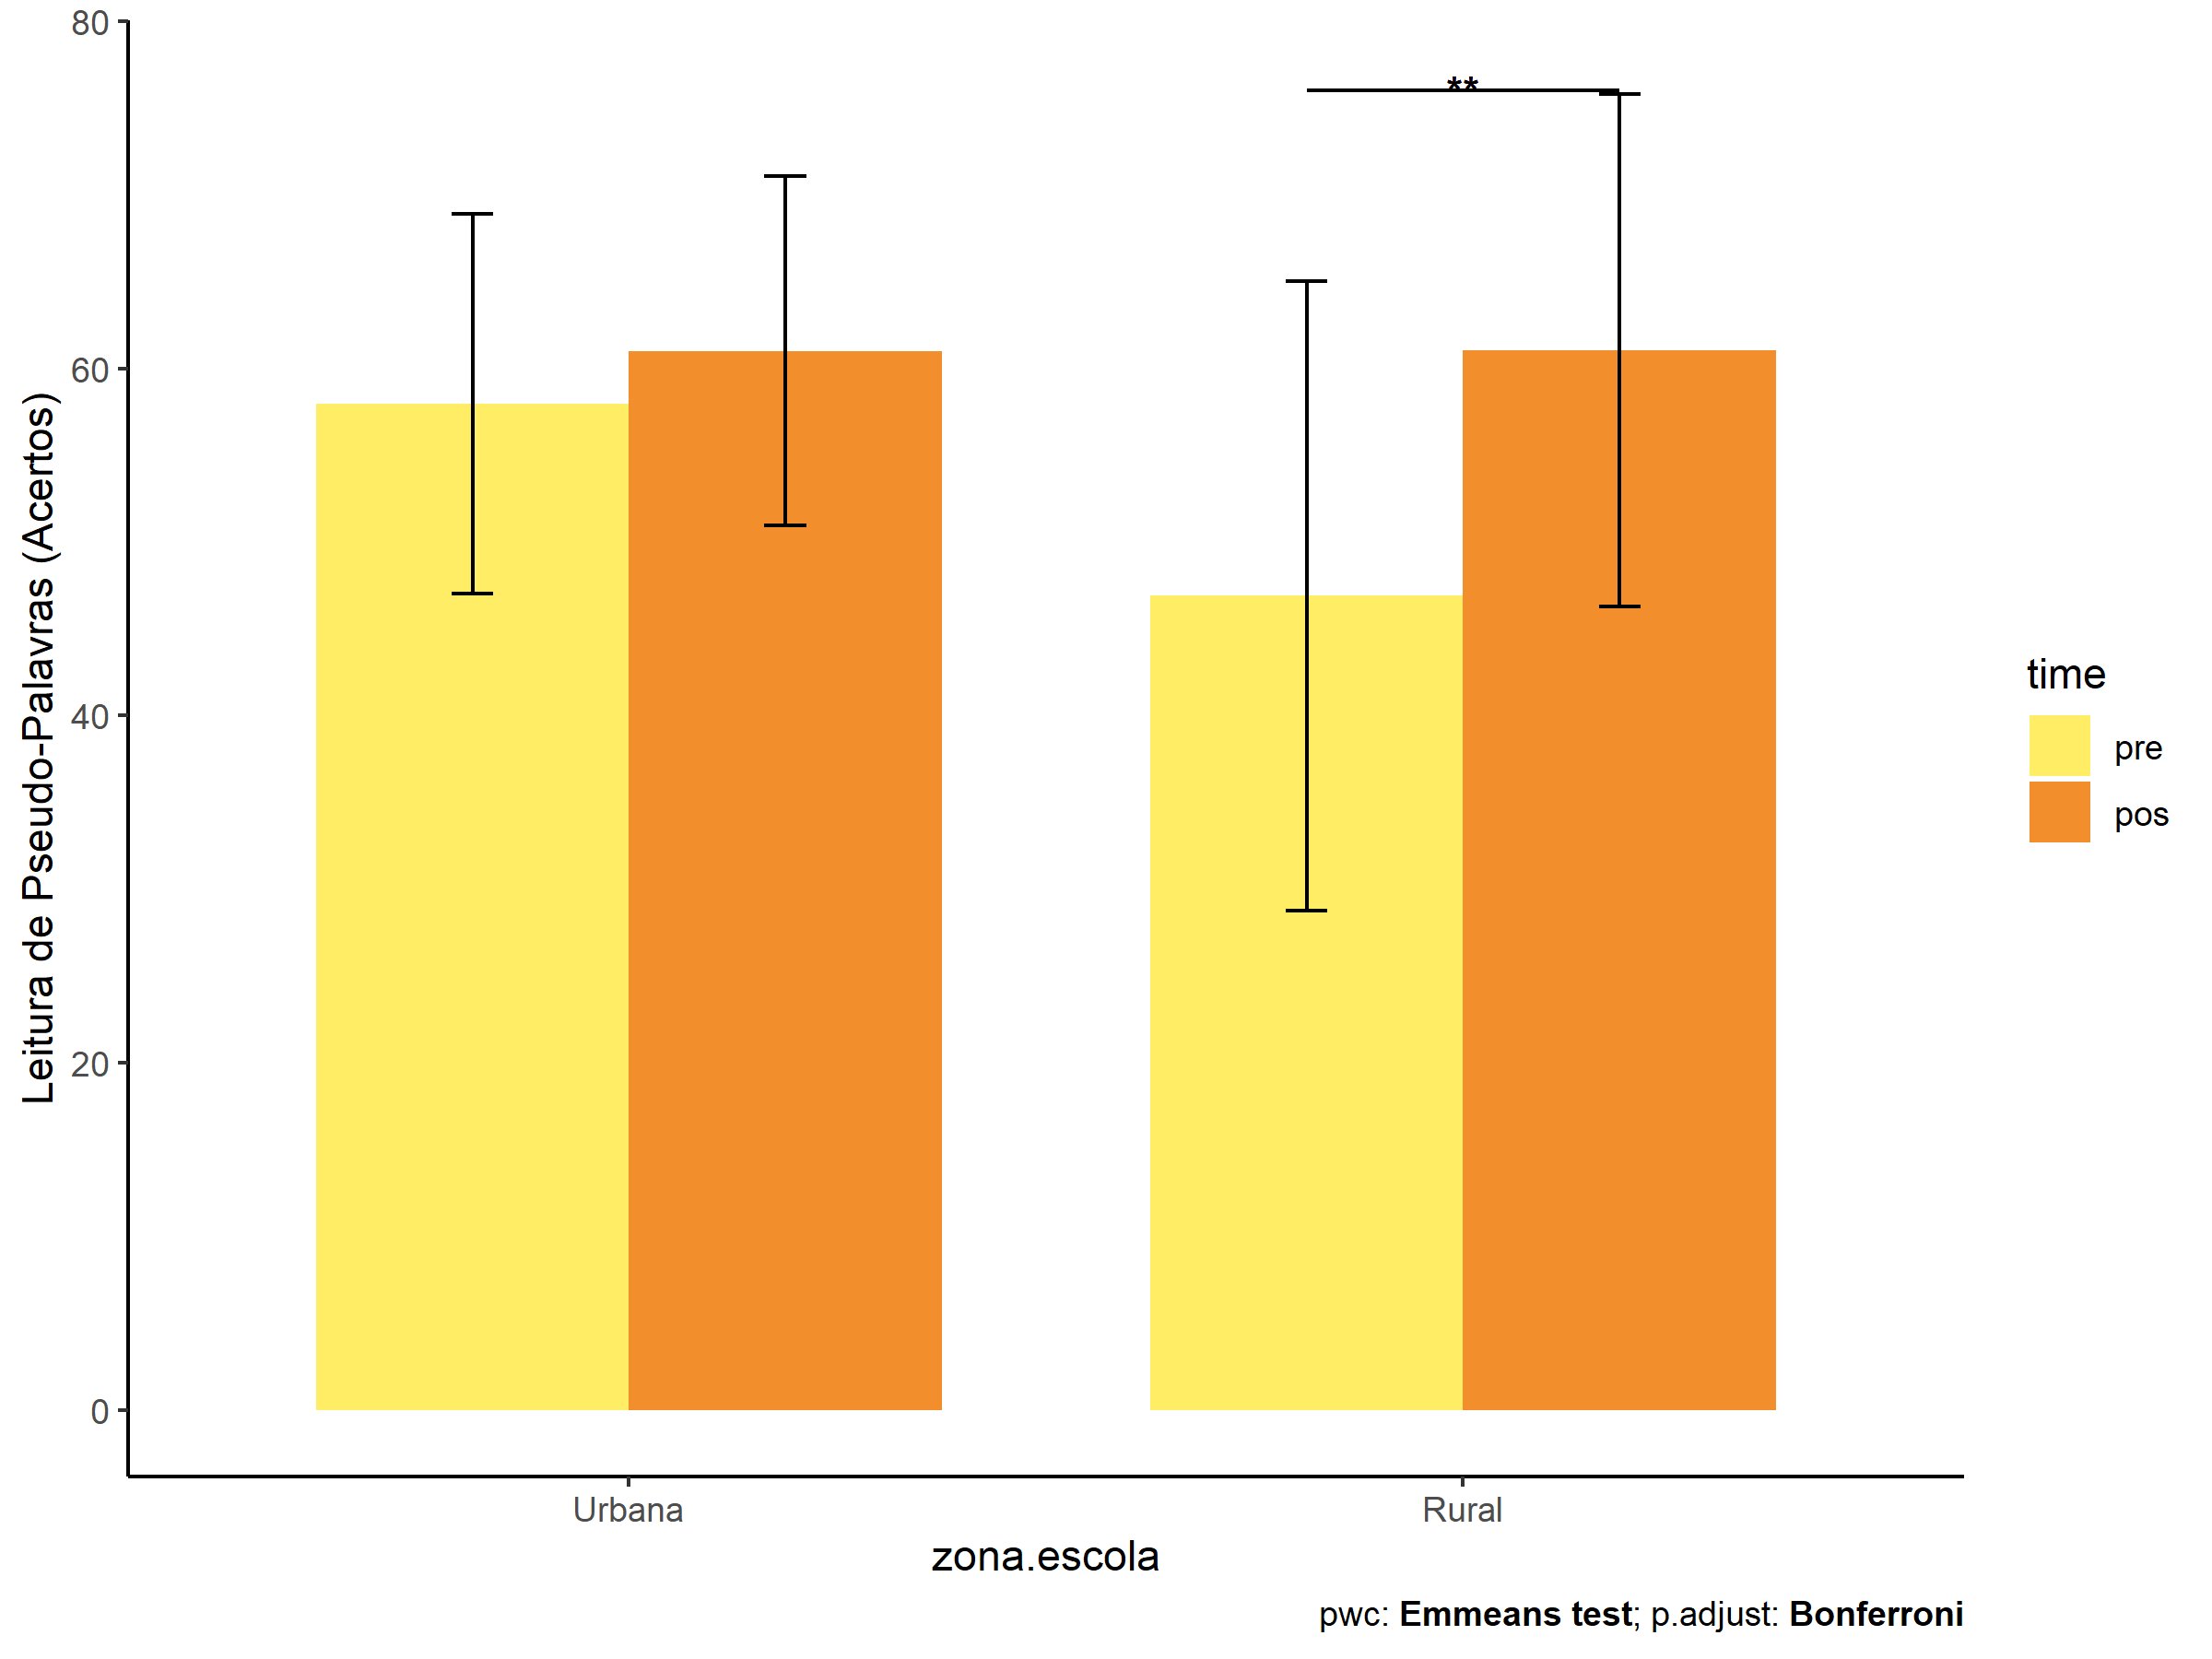 80
60
40
20
0
Leitura de Pseudo-Palavras (Acertos)
**
Urbana
Rural
zona.escola
time
pre
pos
pwc: Emmeans test; p.adjust: Bonferroni